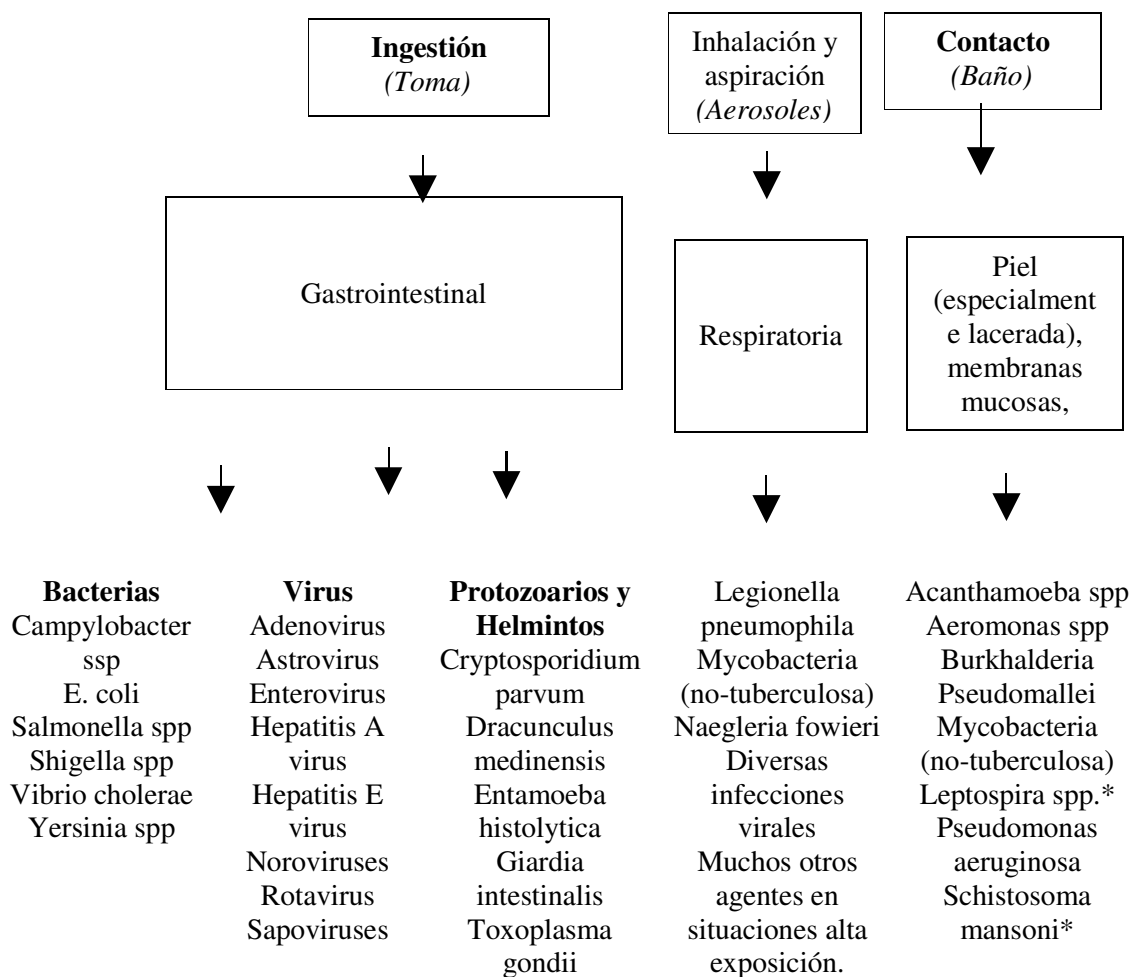 Ingestión
(Toma)
Inhalación y
aspiración
(Aerosoles)
Contacto
(Baño)
Gastrointestinal
Respiratoria
Piel
(especialment
e lacerada),
membranas
mucosas,
Bacterias
Campylobacter
ssp
E. coli
Salmonella spp
Shigella spp
Vibrio cholerae
Yersinia spp
Virus
Adenovirus
Astrovirus
Enterovirus
Hepatitis A
virus
Hepatitis E
virus
Noroviruses
Rotavirus
Sapoviruses
Protozoarios y
Helmintos
Cryptosporidium
parvum
Dracunculus
medinensis
Entamoeba
histolytica
Giardia
intestinalis
Toxoplasma
gondii
Legionella
pneumophila
Mycobacteria
(no-tuberculosa)
Naegleria fowieri
Diversas
infecciones
virales
Muchos otros
agentes en
situaciones alta
exposición.
Acanthamoeba spp
Aeromonas spp
Burkhalderia
Pseudomallei
Mycobacteria
(no-tuberculosa)
Leptospira spp.*
Pseudomonas
aeruginosa
Schistosoma
mansoni*